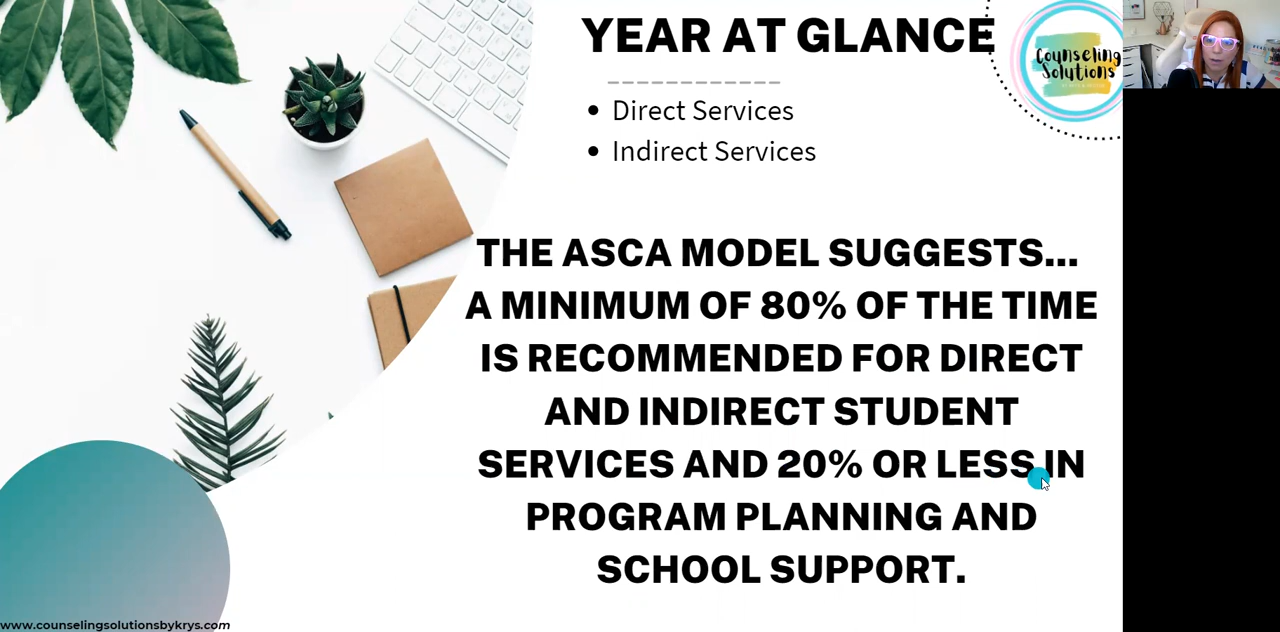 YEAR AT GLANCE
Direct Services
Indirect Services
Counseling
Solutions
THE ASCA MODEL SUGGESTS...
A MINIMUM OF 80% OF THE TIME
IS RECOMMENDED FOR DIRECT
AND INDIRECT STUDENT
SERVICES AND 20% OR LESS IN
PROGRAM PLANNING AND
SCHOOL SUPPORT.
www.counselingsolutionsbykrys.com